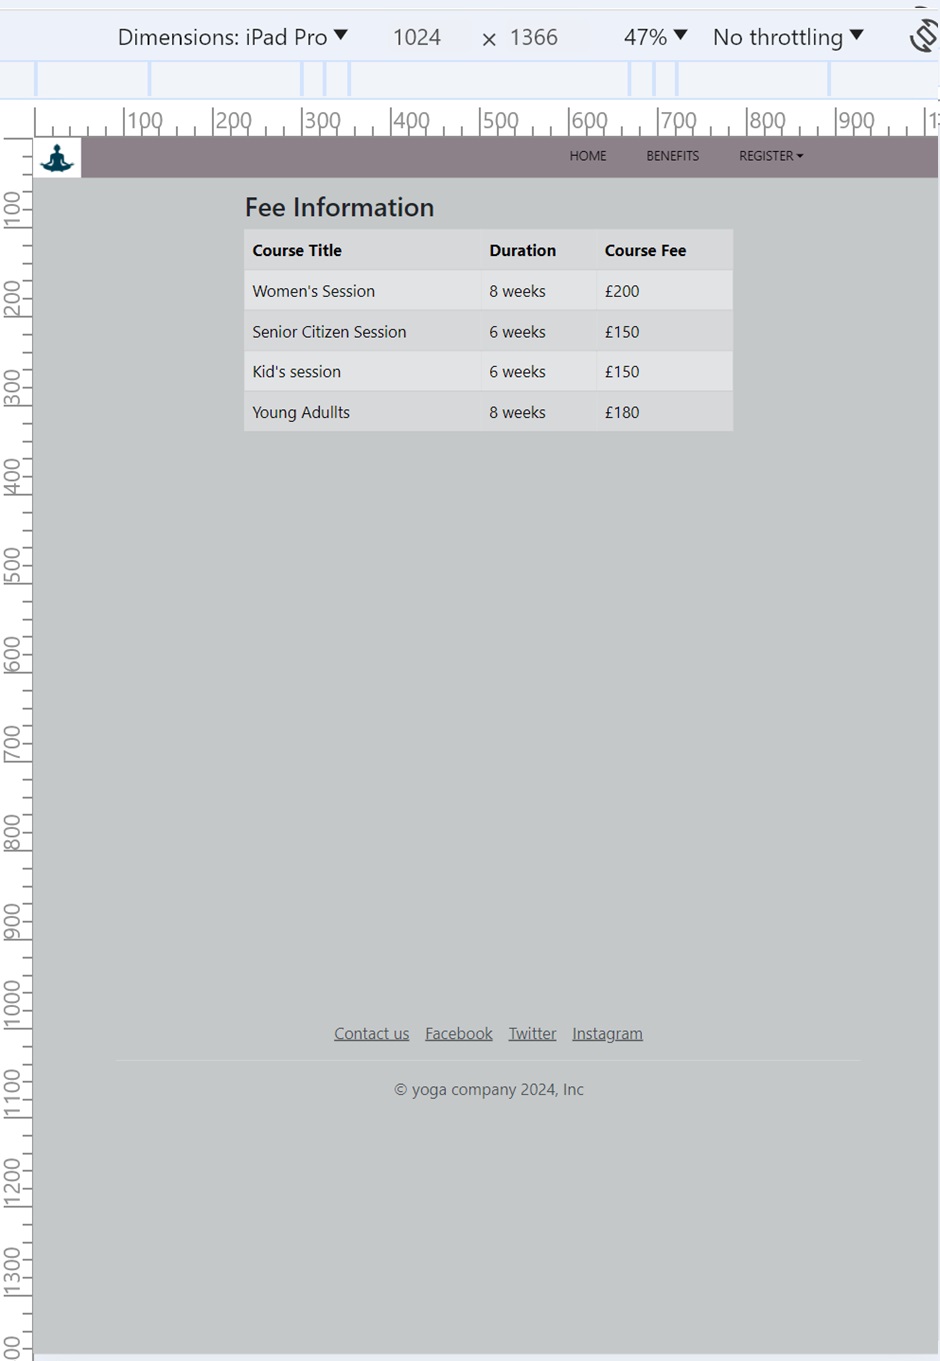 Dimensions: iPad Pro ▼ 1024 × 1366 47% ▼ No throttling ▼
100 200 300 400 500 600 700 800 900
HOME BENEFITS REGISTER
Fee Information
Course Title Duration Course Fee
Women's Session 8 weeks £200
Senior Citizen Session 6 weeks £150
Kid's session 6 weeks £150
Young Adullts 8 weeks £180
100
200
300
400
500
600
700
800
900
1000
1100
1200
1300
Contact us Facebook Twitter Instagram
© yoga company 2024, Inc